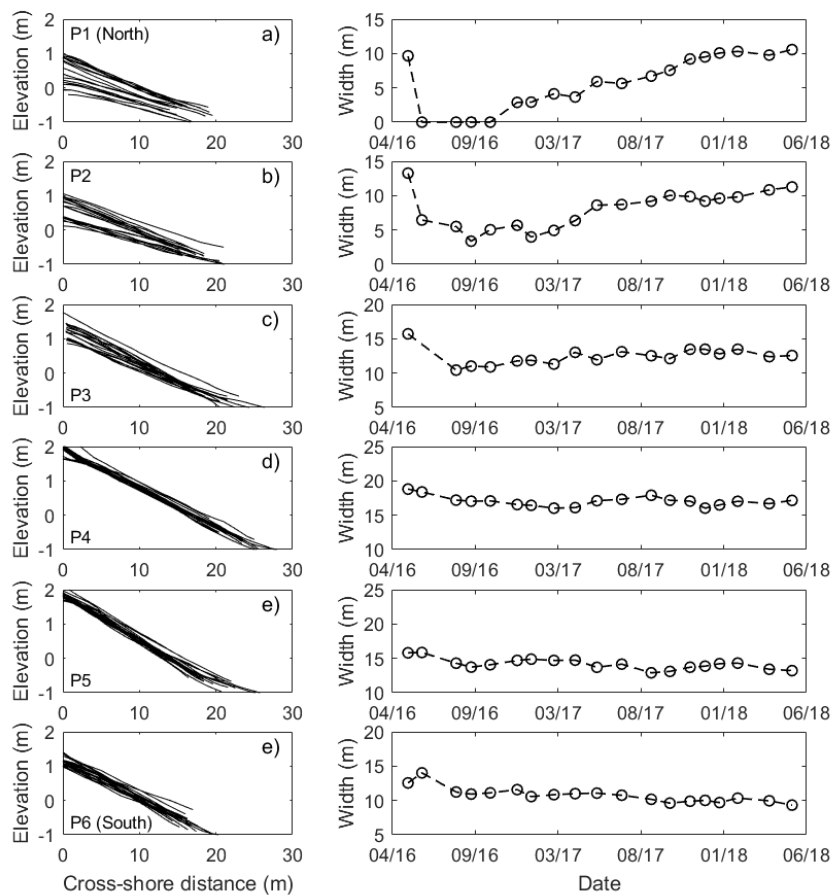 P1 (North) a)
Elevation (m)
2
1
0
-1
0 10 20 30
Width (m)
15
10
5
0
04/16 09/16 03/17 08/17 01/18 06/18
P2 b)
Elevation (m)
2
1
0
-1
0 10 20 30
Width (m)
15
10
5
0
04/16 09/16 03/17 08/17 01/18 06/18
P3 c)
Elevation (m)
2
1
0
-1
0 10 20 30
Width (m)
20
15
10
5
04/16 09/16 03/17 08/17 01/18 06/18
P4 d)
Elevation (m)
2
1
0
-1
0 10 20 30
Width (m)
25
20
15
10
04/16 09/16 03/17 08/17 01/18 06/18
P5 e)
Elevation (m)
2
1
0
-1
0 10 20 30
Width (m)
25
20
15
10
04/16 09/16 03/17 08/17 01/18 06/18
P6 (South) e)
Elevation (m)
2
1
0
-1
0 10 20 30
Cross-shore distance (m)
Width (m)
20
15
10
5
04/16 09/16 03/17 08/17 01/18 06/18
Date